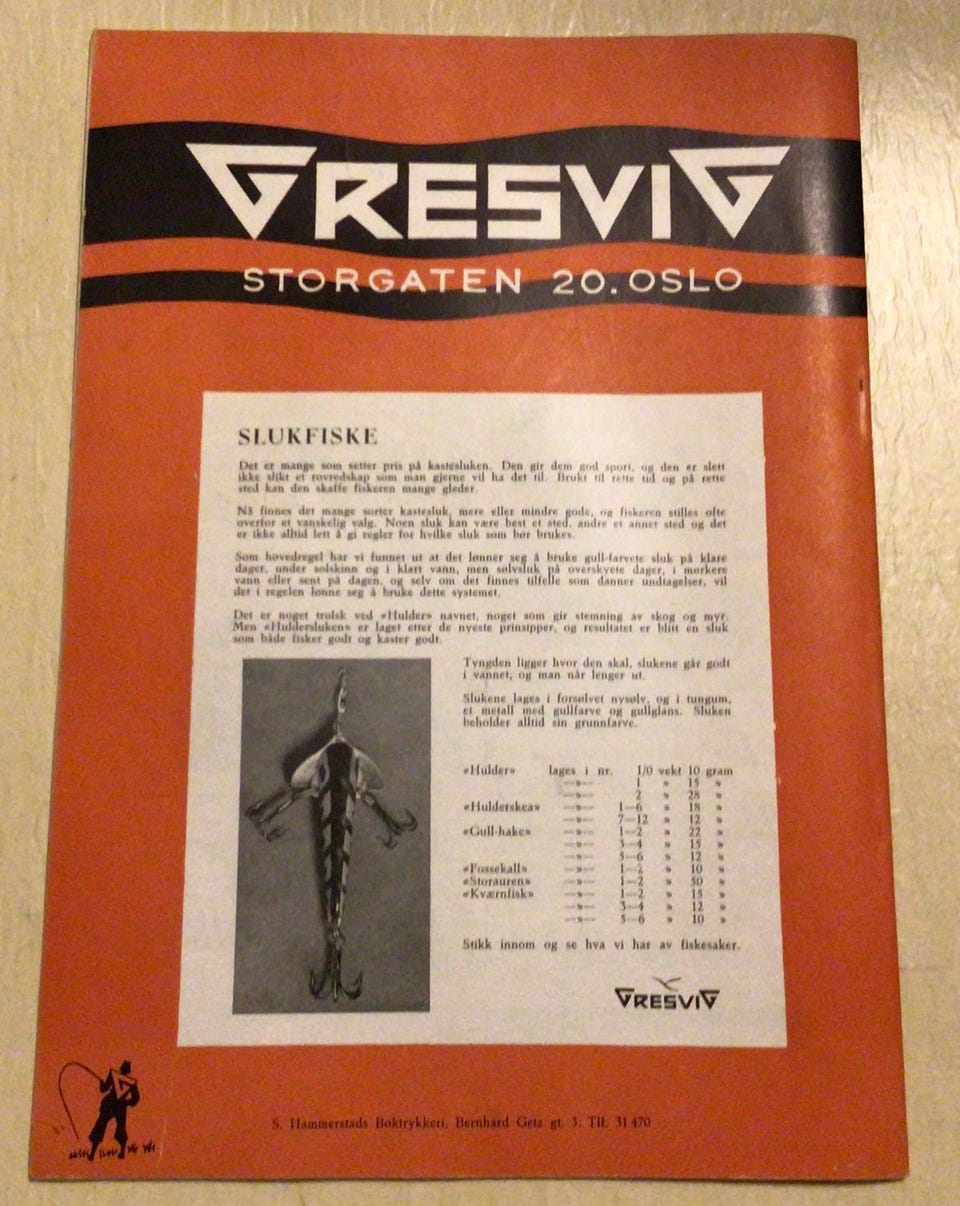 GRESVIG
STORGATEN 20. OSLO
SLUKFISKE
Det er mange som setter pris på kastesluken. Den gir dem god sport, og den er slett
ikke slikt et rovredskap som man gjerne vil ha det til. Brukt til rette tid og på rette
sted kan den skaffe fiskeren mange gleder.
Nå finnes det mange sorter kastesluk, mere eller mindre gode, og fiskeren stilles ofte
overfor et vanskelig valg. Noen sluk kan være best et sted, andre et annet sted og det
er ikke alltid lett å gi regler for hvilke sluk som bør brukes.
Som hovedregel har vi funnet ut at det lønner seg å bruke gull-farvete sluk på klare
dager, under solskinn og i klart vann, men sølvsluk på overskyete dager, i mørkere
vann eller sent på dagen, og selv om det finnes tilfelle som danner undtagelser, vil
det i regelen lønne seg å bruke dette systemet.
Det er noget trolsk ved «Hulder» navnet, noget som gir stemning av skog og myr.
Men «Huldersluken» er laget etter de nyeste prinsipper, og resultatet er blitt en sluk
som både fisker godt og kaster godt.
Tyngden ligger hvor den skal, slukene går godt
i vannet, og man når lenger ut.
Slukene lages i forsølvet nysølv, og i tungum,
et metall med gullfarve og gullglans. Sluken
beholder alltid sin grunnfarve.
«Hulder» lages i nr. 1/0 vekt 10 gram
—»— 1 » 15 »
—»— 2 » 28 »
«Hulderskea» —»— 1—6 » 18 »
—»— 7—12 » 12 »
«Gull-hake» —»— 1—2 » 22 »
—»— 3—4 » 15 »
—»— 5—6 » 12 »
«Fossekall» —»— 1—2 » 10 »
«Storauren» —»— 1—2 » 50 »
«Kværnfisk» —»— 1—2 » 15 »
—»— 3—4 » 12 »
—»— 5—6 » 10 »
Stikk innom og se hva vi har av fiskesaker.
GRESVIG
S. Hammerstads Boktrykkeri, Bernhard Getz gt. 3. Tlf. 31 470